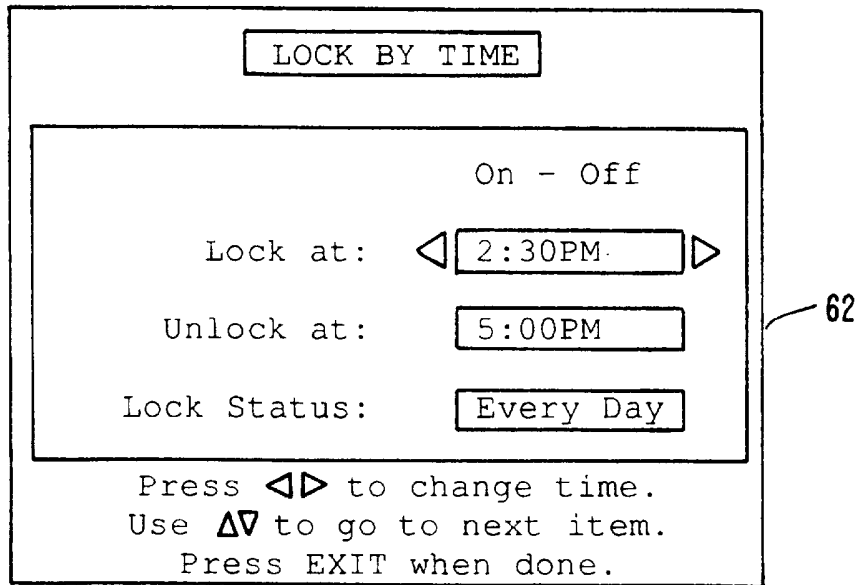 LOCK BY TIME
On - Off
Lock at: ◁ 2:30PM ▷
Unlock at: 5:00PM
62
Lock Status: Every Day
Press ◁▷ to change time.
Use △▽ to go to next item.
Press EXIT when done.